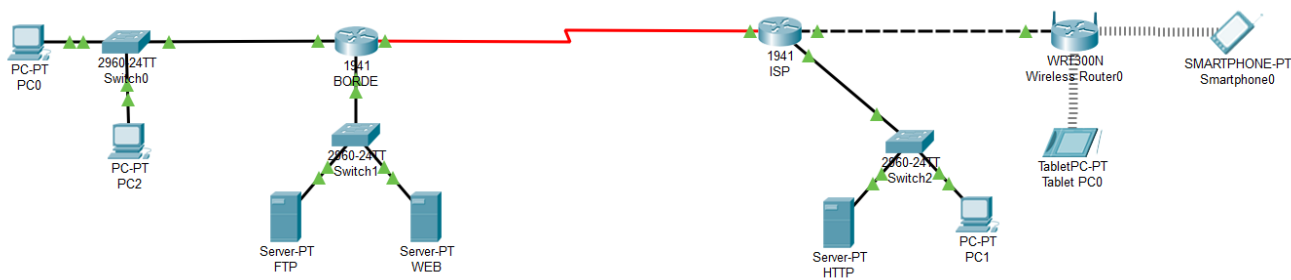 PC-PT
PC0
2960-24TT
Switch0
PC-PT
PC2
1941
BORDE
2960-24TT
Switch1
Server-PT
FTP
Server-PT
WEB
1941
ISP
2960-24TT
Switch2
Server-PT
HTTP
PC-PT
PC1
WRT300N
Wireless Router0
SMARTPHONE-PT
Smartphone0
TabletPC-PT
Tablet PC0